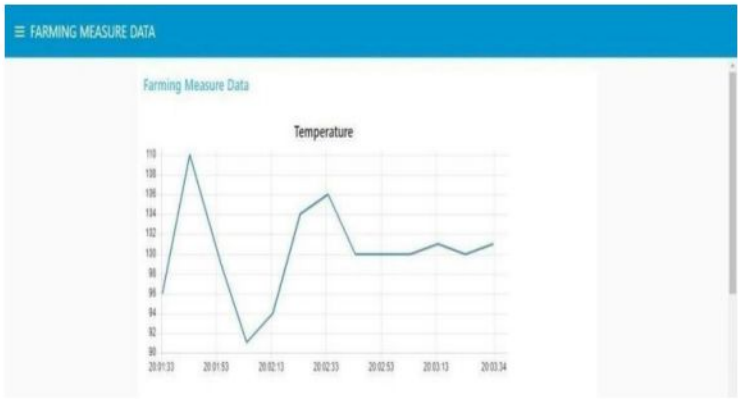 ☰ FARMING MEASURE DATA
Farming Measure Data
Temperature
110
108
106
104
102
100
98
96
94
92
90
20:01:33 20:01:53 20:02:13 20:02:33 20:02:53 20:03:13 20:03:34